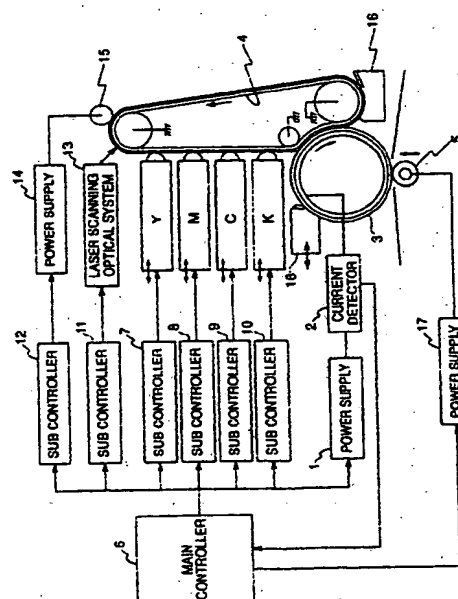 15
16
14
POWER SUPPLY
13
LASER SCANNING
OPTICAL SYSTEM
4
12
SUB CONTROLLER
11
SUB CONTROLLER
7
SUB CONTROLLER
Y
8
SUB CONTROLLER
M
9
SUB CONTROLLER
C
10
SUB CONTROLLER
K
3
5
2
CURRENT
DETECTOR
1
POWER SUPPLY
17
POWER SUPPLY
6
MAIN
CONTROLLER